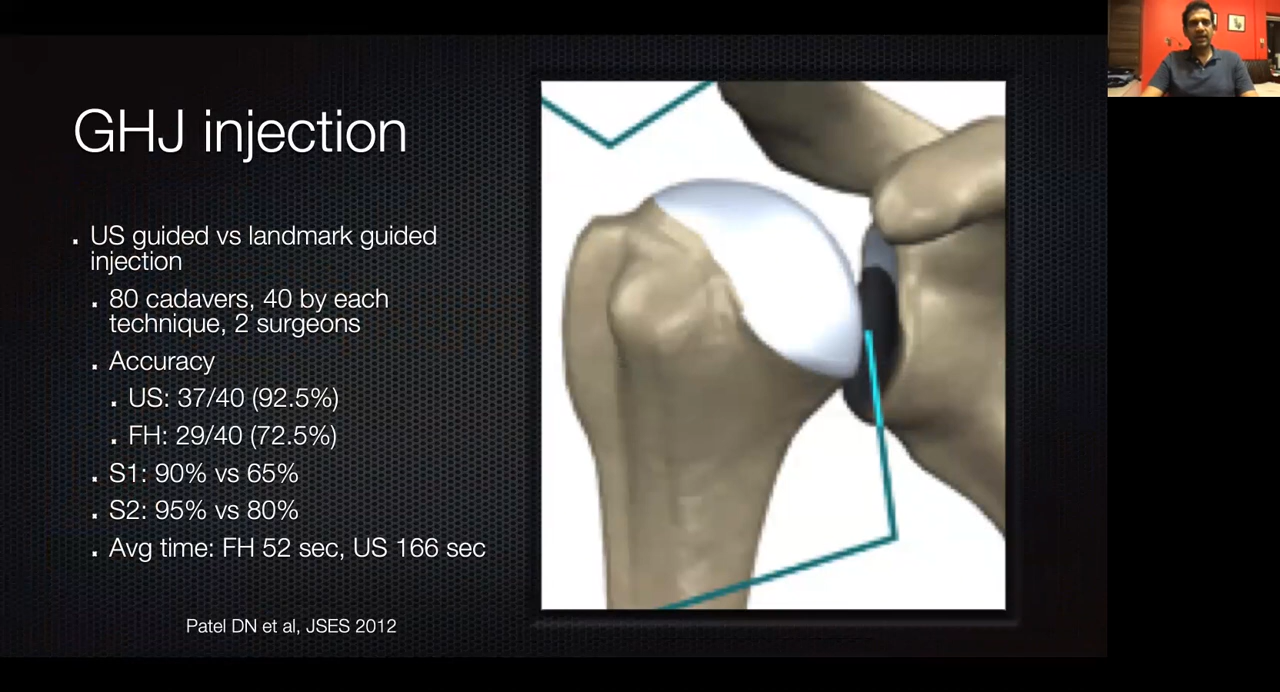 GHJ injection
US guided vs landmark guided
injection
80 cadavers, 40 by each
technique, 2 surgeons
Accuracy
US: 37/40 (92.5%)
FH: 29/40 (72.5%)
S1: 90% vs 65%
S2: 95% vs 80%
Avg time: FH 52 sec, US 166 sec
Patel DN et al, JSES 2012